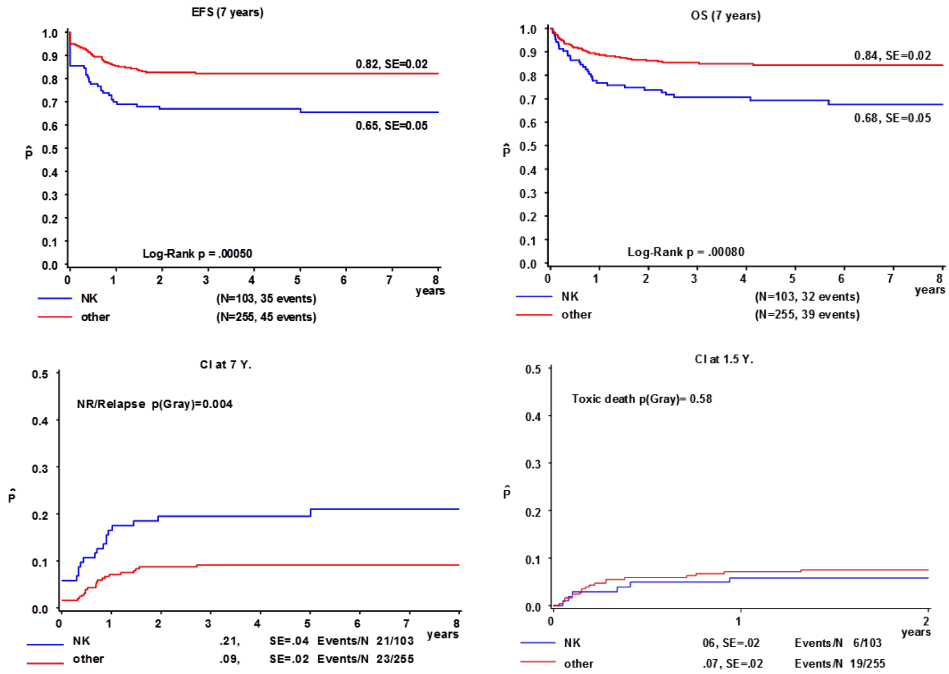 EFS (7 years)
1.0
0.9
0.8
0.7
0.6
0.5
0.4
0.3
0.2
0.1
0.0
P̂
0.82, SE=0.02
0.65, SE=0.05
Log-Rank p = .00050
0 1 2 3 4 5 6 7 8
years
NK (N=103, 35 events)
other (N=255, 45 events)
OS (7 years)
1.0
0.9
0.8
0.7
0.6
0.5
0.4
0.3
0.2
0.1
0.0
P̂
0.84, SE=0.02
0.68, SE=0.05
Log-Rank p = .00080
0 1 2 3 4 5 6 7 8
years
NK (N=103, 32 events)
other (N=255, 39 events)
CI at 7 Y.
0.5
0.4
0.3
0.2
0.1
0.0
P̂
NR/Relapse p(Gray)=0.004
0 1 2 3 4 5 6 7 8
years
NK .21, SE=.04 Events/N 21/103
other .09, SE=.02 Events/N 23/255
CI at 1.5 Y.
0.5
0.4
0.3
0.2
0.1
0.0
P̂
Toxic death p(Gray)= 0.58
0 1 2
years
NK 06, SE=.02 Events/N 6/103
other .07, SE=.02 Events/N 19/255